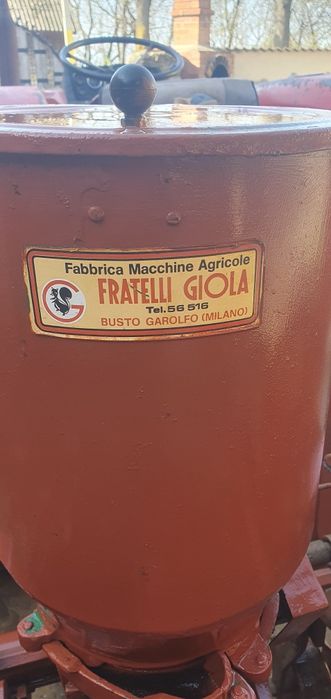 Fabbrica Macchine Agricole
FRATELLI GIOLA
Tel. 56 516
BUSTO GAROLFO (MILANO)
G